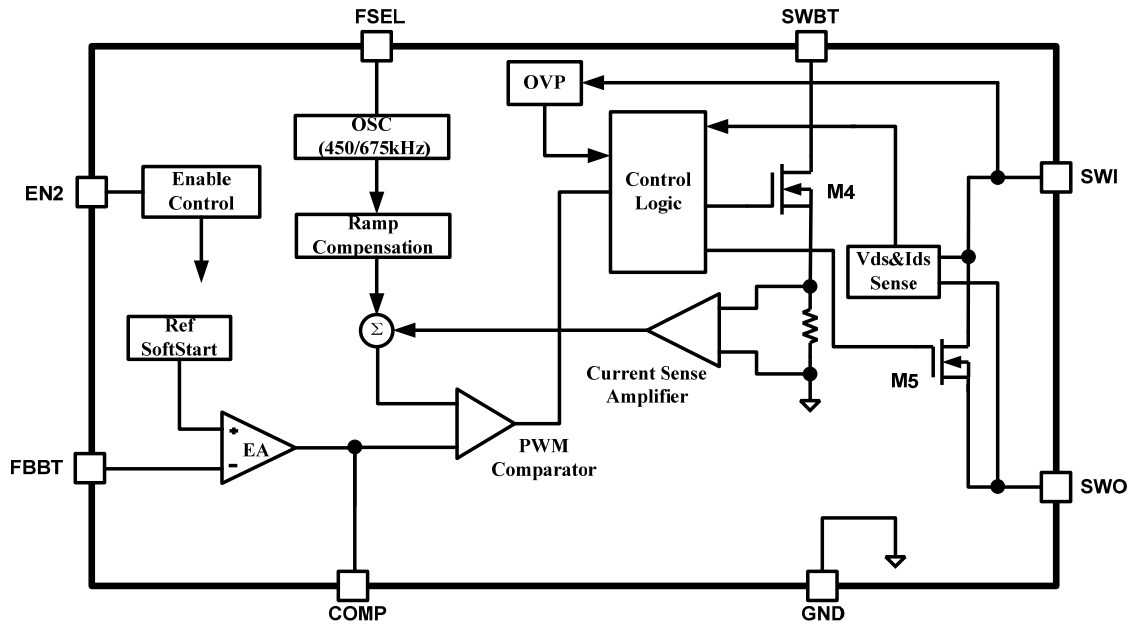 FSEL
SWBT
OVP
OSC
(450/675kHz)
Control
Logic
EN2
Enable
Control
SWI
M4
Ramp
Compensation
Vds&Ids
Sense
Σ
Ref
SoftStart
Current Sense
Amplifier
M5
+
EA
-
PWM
Comparator
FBBT
SWO
COMP
GND